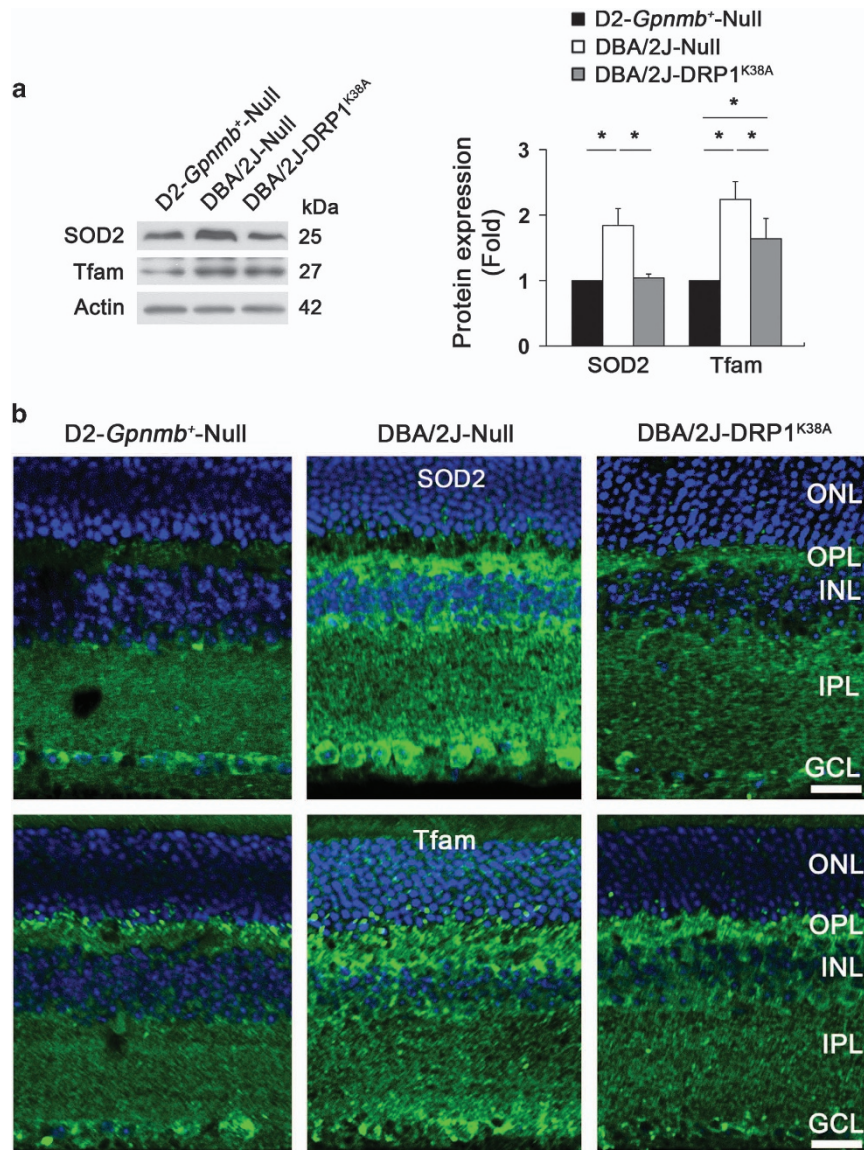 a
D2-Gpnmb⁺-Null
DBA/2J-Null
DBA/2J-DRP1ᴷ³⁸ᴬ
kDa
SOD2 25
Tfam 27
Actin 42
D2-Gpnmb⁺-Null
DBA/2J-Null
DBA/2J-DRP1ᴷ³⁸ᴬ
*
* * * *
Protein expression
(Fold)
3
2
1
0
SOD2 Tfam
b
D2-Gpnmb⁺-Null DBA/2J-Null DBA/2J-DRP1ᴷ³⁸ᴬ
SOD2
ONL
OPL
INL
IPL
GCL
Tfam
ONL
OPL
INL
IPL
GCL